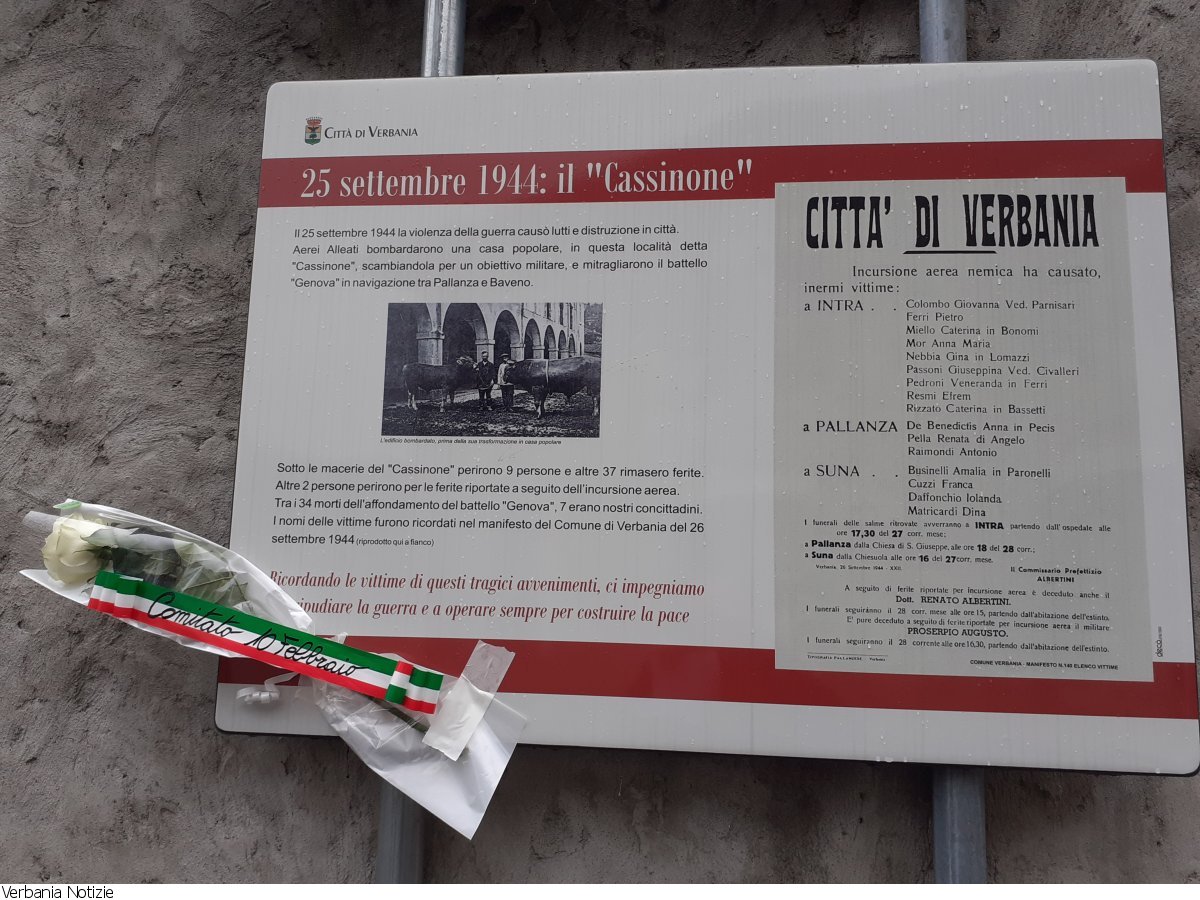 CITTÀ DI VERBANIA
25 settembre 1944: il "Cassinone"
Il 25 settembre 1944 la violenza della guerra causò lutti e distruzione in città.
Aerei Alleati bombardarono una casa popolare, in questa località detta
"Cassinone", scambiandola per un obiettivo militare, e mitragliarono il battello
"Genova" in navigazione tra Pallanza e Baveno.
L'edificio bombardato, prima della sua trasformazione in casa popolare
Sotto le macerie del "Cassinone" perirono 9 persone e altre 37 rimasero ferite.
Altre 2 persone perirono per le ferite riportate a seguito dell'incursione aerea.
Tra i 34 morti dell'affondamento del battello "Genova", 7 erano nostri concittadini.
I nomi delle vittime furono ricordati nel manifesto del Comune di Verbania del 26
settembre 1944 (riprodotto qui a fianco)
Ricordando le vittime di questi tragici avvenimenti, ci impegniamo
ripudiare la guerra e a operare sempre per costruire la pace
CITTA' DI VERBANIA
Incursione aerea nemica ha causato,
inermi vittime:
a INTRA . . Colombo Giovanna Ved. Parnisari
Ferri Pietro
Miello Caterina in Bonomi
Mor Anna Maria
Nebbia Gina in Lomazzi
Passoni Giuseppina Ved. Civalleri
Pedroni Veneranda in Ferri
Resmi Efrem
Rizzato Caterina in Bassetti
a PALLANZA De Benedictis Anna in Pecis
Pella Renata di Angelo
Raimondi Antonio
a SUNA . . Businelli Amalia in Paronelli
Cuzzi Franca
Daffonchio Iolanda
Matricardi Dina
I funerali delle salme ritrovate avverranno a INTRA partendo dall'ospedale alle
ore 17,30 del 27 corr. mese;
a Pallanza dalla Chiesa di S. Giuseppe, alle ore 18 del 28 corr.;
a Suna dalla Chiesuola alle ore 16 del 27 corr. mese.
Verbania 26 Settembre 1944 - XXII.
Il Commissario Prefettizio
ALBERTINI
A seguito di ferite riportate per incursione aerea è deceduto anche il
Dott. RENATO ALBERTINI.
I funerali seguiranno il 28 corr. mese alle ore 15, partendo dall'abitazione dell'estinto.
E' pure deceduto a seguito di ferite riportate per incursione aerea il militare
PROSERPIO AUGUSTO.
I funerali seguiranno il 28 corrente alle ore 16,30, partendo dall'abitazione dell'estinto.
Tipografia PALLANZESE Verbania
COMUNE VERBANIA - MANIFESTO N.140 ELENCO VITTIME
Comitato 10 Febbraio
Verbania Notizie